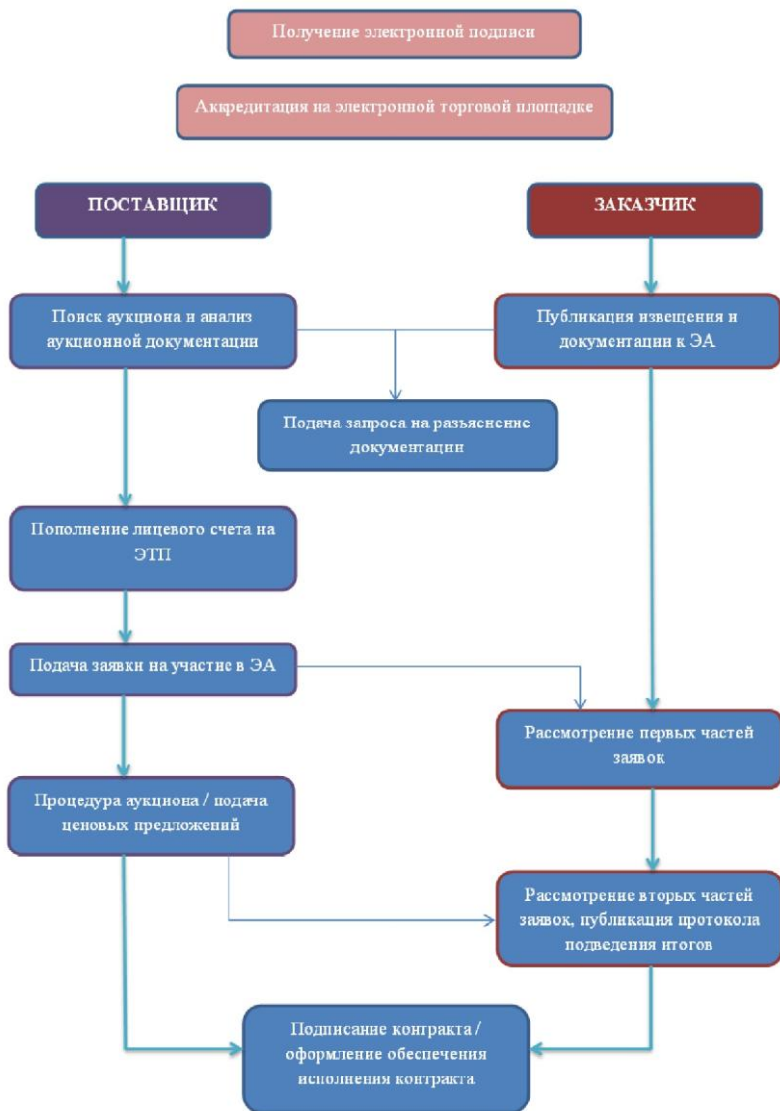 Получение электронной подписи
Аккредитация на электронной торговой площадке
ПОСТАВЩИК
ЗАКАЗЧИК
Поиск аукциона и анализ
аукционной документации
Публикация извещения и
документации к ЭА
Подача запроса на разъяснение
документации
Пополнение лицевого счета на
ЭТП
Подача заявки на участие в ЭА
Рассмотрение первых частей
заявок
Процедура аукциона / подача
ценовых предложений
Рассмотрение вторых частей
заявок, публикация протокола
подведения итогов
Подписание контракта /
оформление обеспечения
исполнения контракта